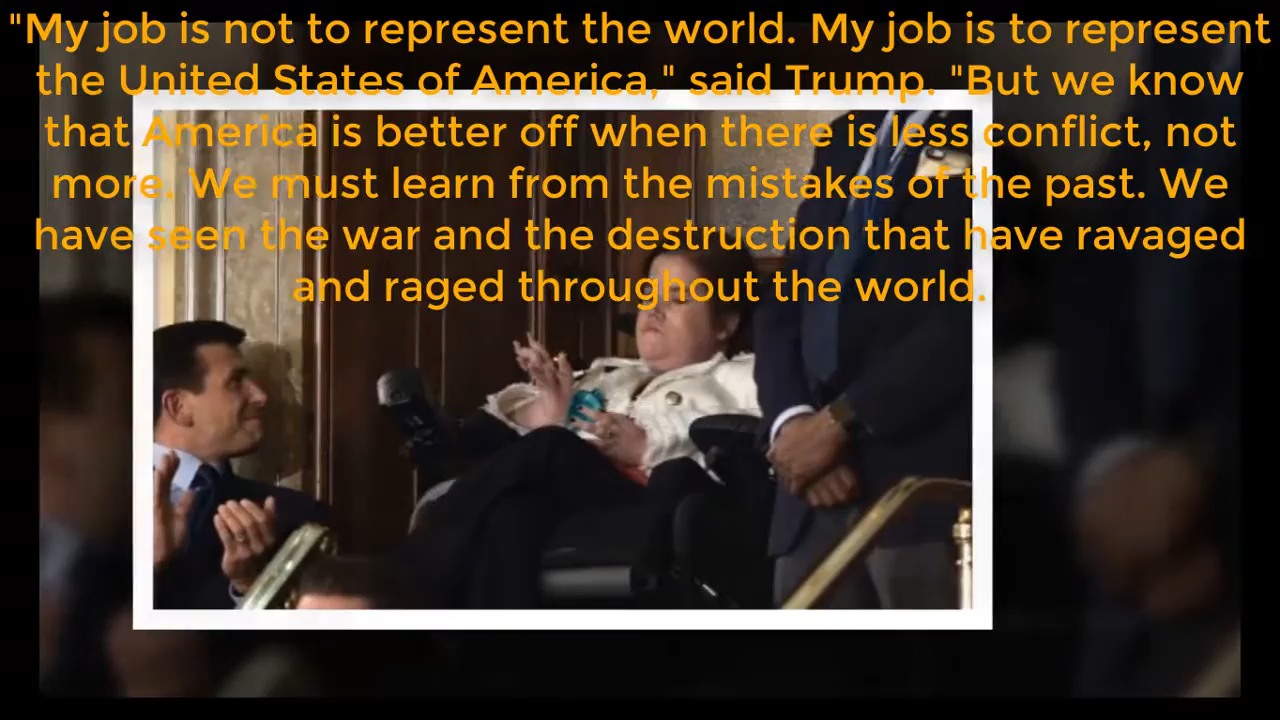 "My job is not to represent the world. My job is to represent
the United States of America," said Trump. "But we know
that America is better off when there is less conflict, not
more. We must learn from the mistakes of the past. We
have seen the war and the destruction that have ravaged
and raged throughout the world.